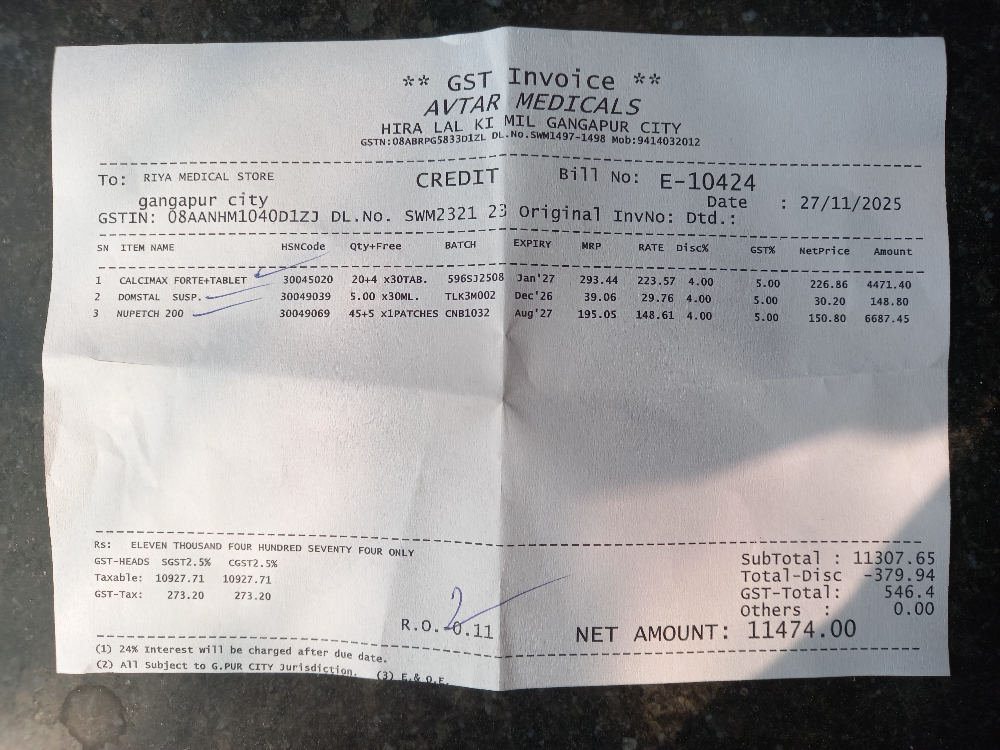 ** GST Invoice **
AVTAR MEDICALS
HIRA LAL KI MIL GANGAPUR CITY
GSTN:08ABRPG5833D1ZL DL.No.SWM1497-1498 Mob:9414032012
To: RIYA MEDICAL STORE CREDIT Bill No: E-10424
gangapur city Date : 27/11/2025
GSTIN: 08AANHM1040D1ZJ DL.No. SWM2321 23 Original InvNo: Dtd.:
SN ITEM NAME HSNCode Qty+Free BATCH EXPIRY MRP RATE Disc% GST% NetPrice Amount
1 CALCIMAX FORTE+TABLET 30045020 20+4 x30TAB. 596SJ2508 Jan'27 293.44 223.57 4.00 5.00 226.86 4471.40
2 DOMSTAL SUSP. 30049039 5.00 x30ML. TLK3M002 Dec'26 39.06 29.76 4.00 5.00 30.20 148.80
3 NUPETCH 200 30049069 45+5 x1PATCHES CNB1032 Aug'27 195.05 148.61 4.00 5.00 150.80 6687.45
Rs: ELEVEN THOUSAND FOUR HUNDRED SEVENTY FOUR ONLY
GST-HEADS SGST2.5% CGST2.5%
Taxable: 10927.71 10927.71
GST-Tax: 273.20 273.20
SubTotal : 11307.65
Total-Disc -379.94
GST-Total: 546.4
Others : 0.00
R.O.-0.11 NET AMOUNT: 11474.00
(1) 24% Interest will be charged after due date.
(2) All Subject to G.PUR CITY Jurisdiction. (3) E.& O.E.